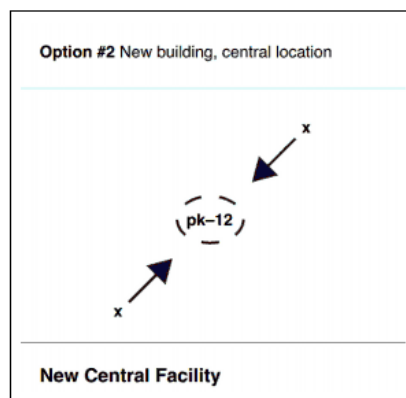 Option #2 New building, central location
x
pk–12
x
New Central Facility